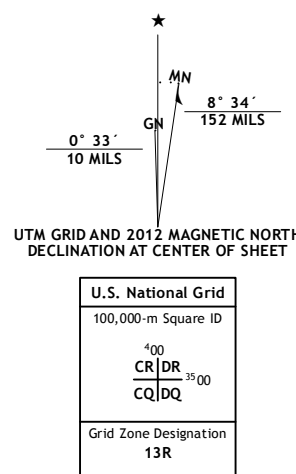 ★
MN
8° 34´
152 MILS
GN
0° 33´
10 MILS
UTM GRID AND 2012 MAGNETIC NORTH
DECLINATION AT CENTER OF SHEET
U.S. National Grid
100,000-m Square ID
400
CR DR
3500
CQ DQ
Grid Zone Designation
13R